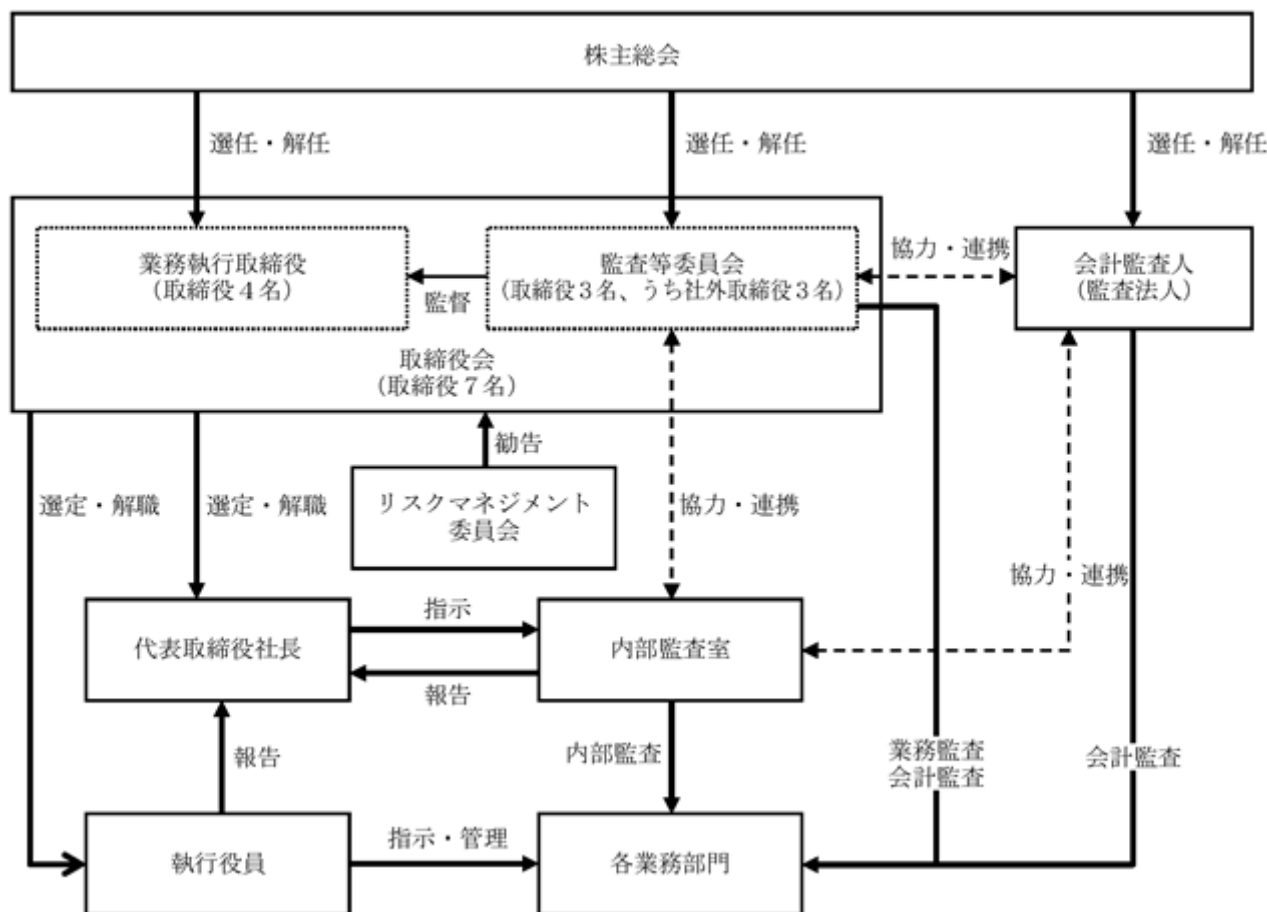 株主総会
選任・解任
選任・解任
選任・解任
業務執行取締役
（取締役４名）
監督
監査等委員会
（取締役３名、うち社外取締役３名）
協力・連携
会計監査人
（監査法人）
取締役会
（取締役７名）
勧告
選定・解職
選定・解職
リスクマネジメント
委員会
協力・連携
協力・連携
代表取締役社長
指示
報告
内部監査室
報告
内部監査
業務監査
会計監査
会計監査
執行役員
指示・管理
各業務部門